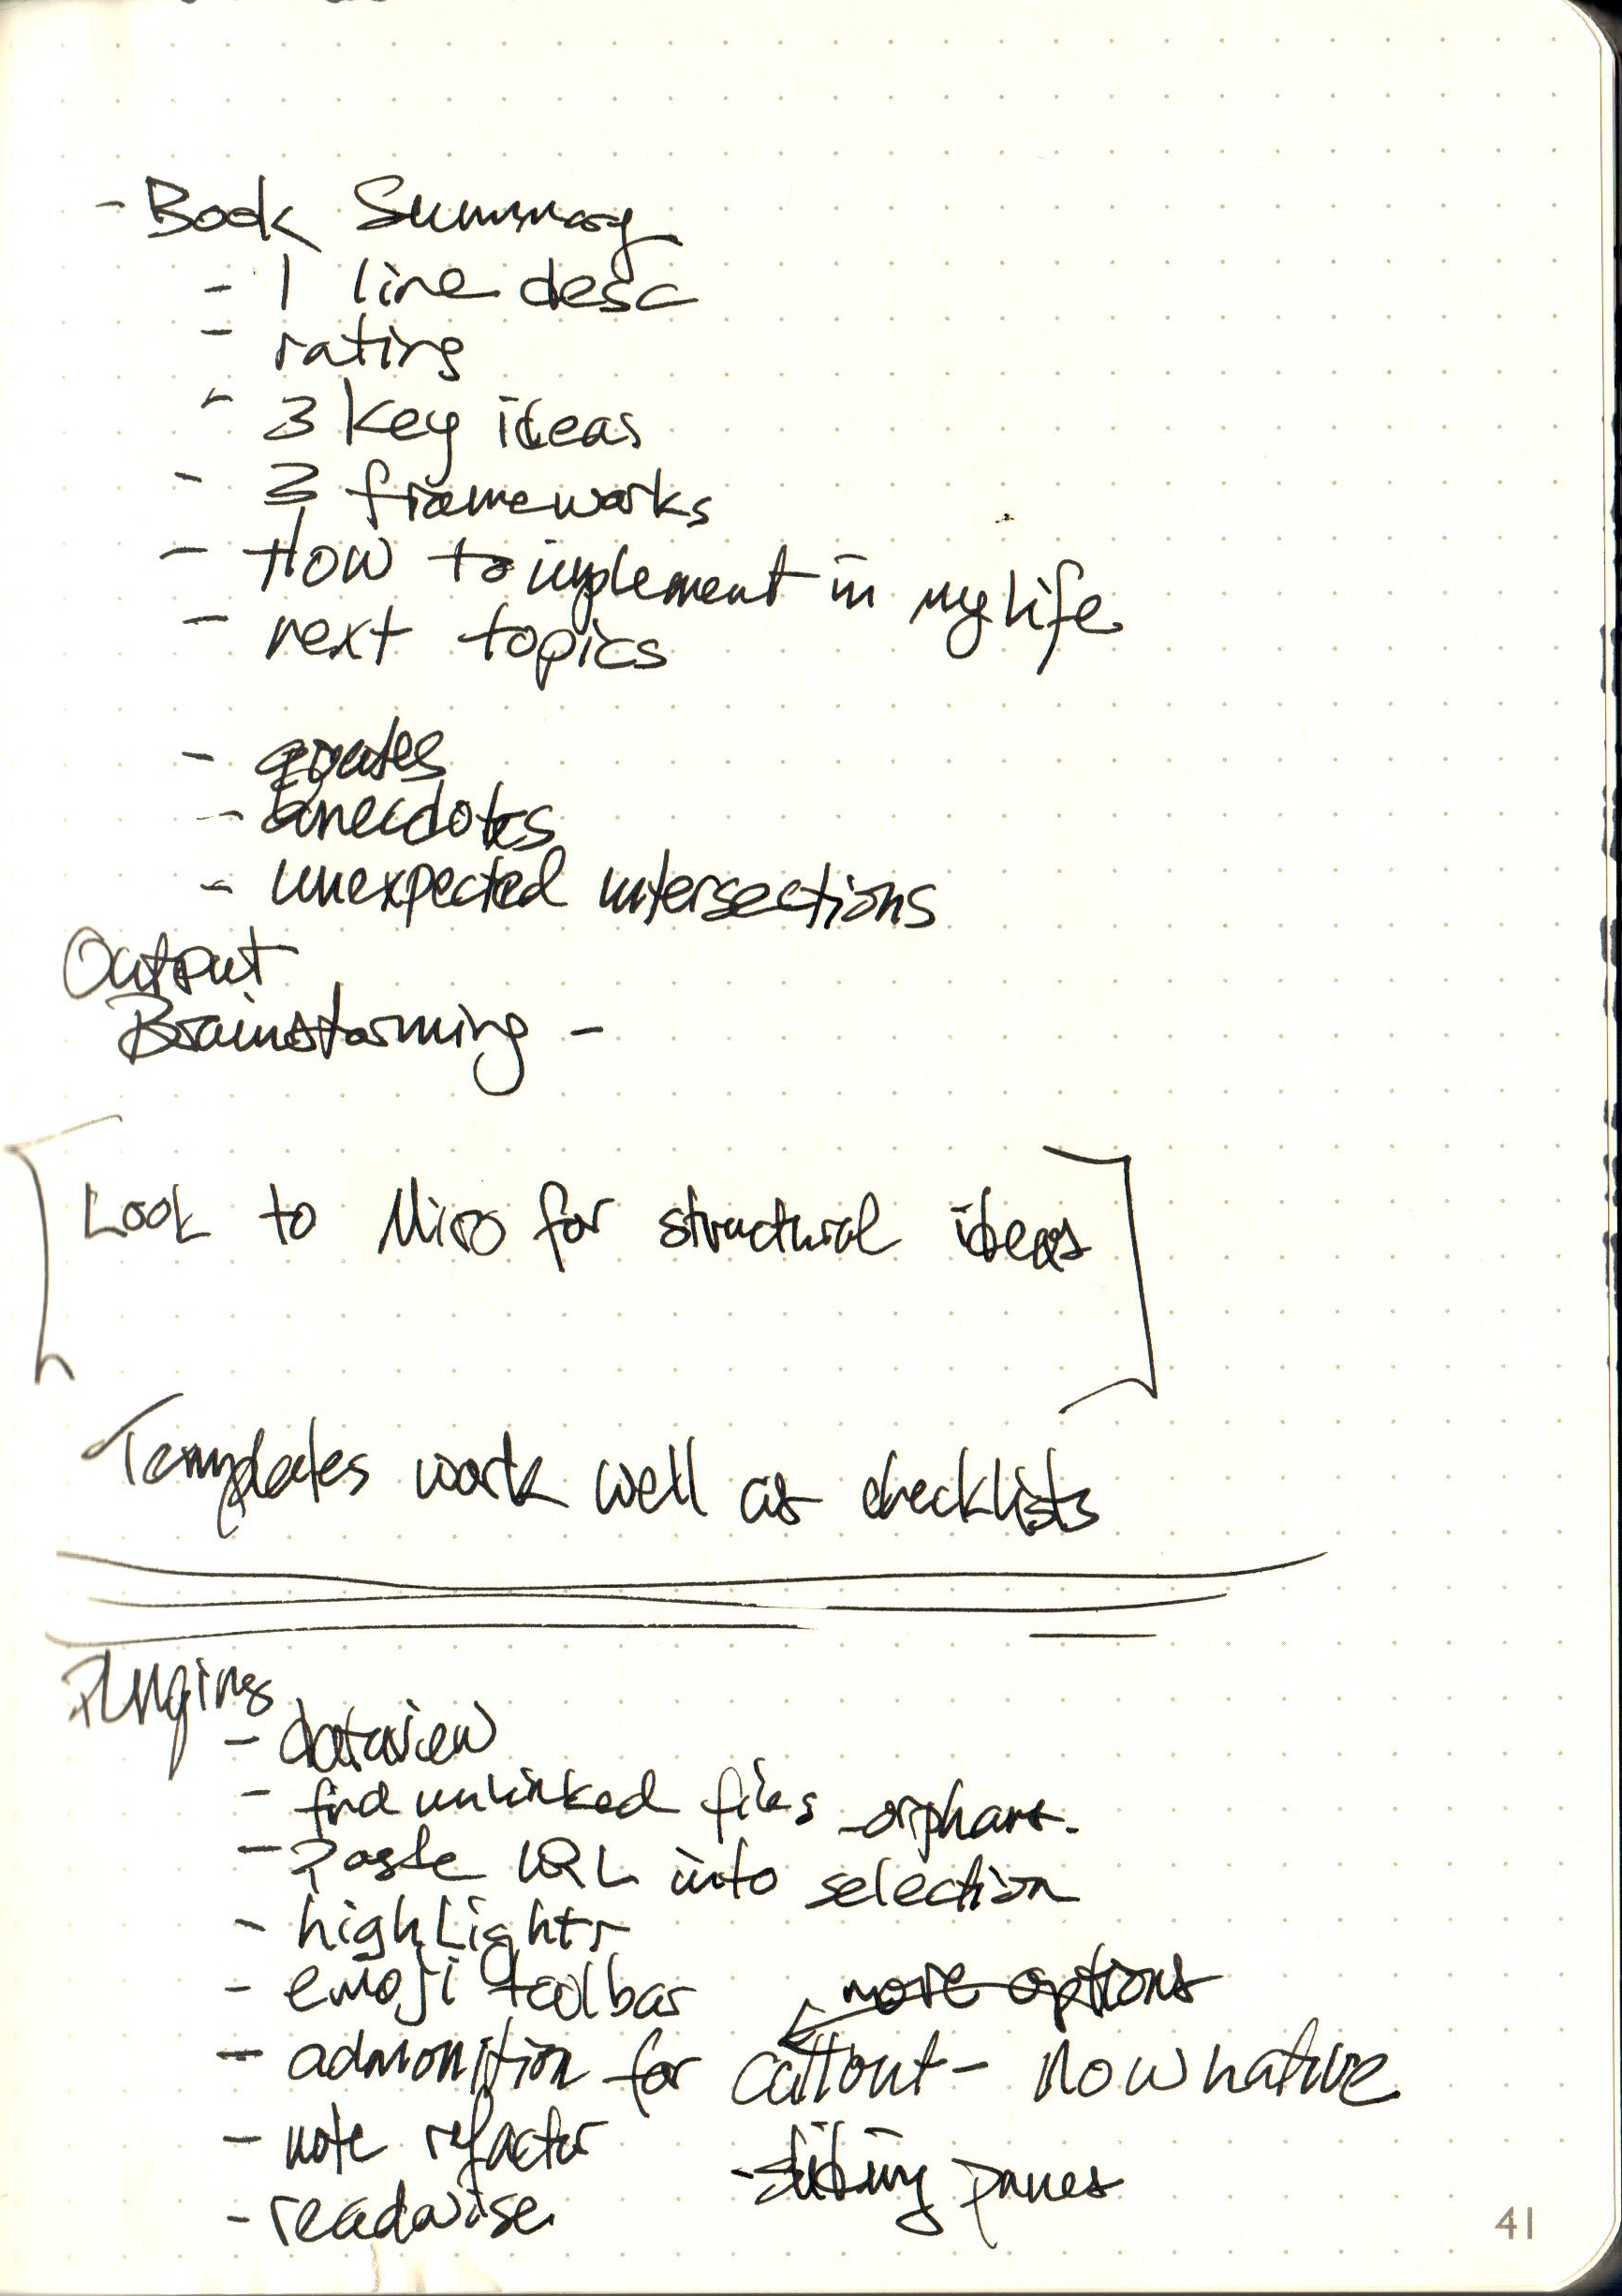 - Book Summary
- 1 line desc
- rating
- 3 key ideas
- 3 frameworks
- How to implement in my life
- next topics
- quotes
- anecdotes
- unexpected intersections
Output
Brainstorming -
[Look to Miro for structural ideas]
Templates work well as checklists
Plugins
- dataview
- find unlinked files - orphans.
- Paste URL into selection
- highlightr
- emoji toolbar
more options
- admonition for callout - now native
- note refactor
- sliding panes
- readwise
41